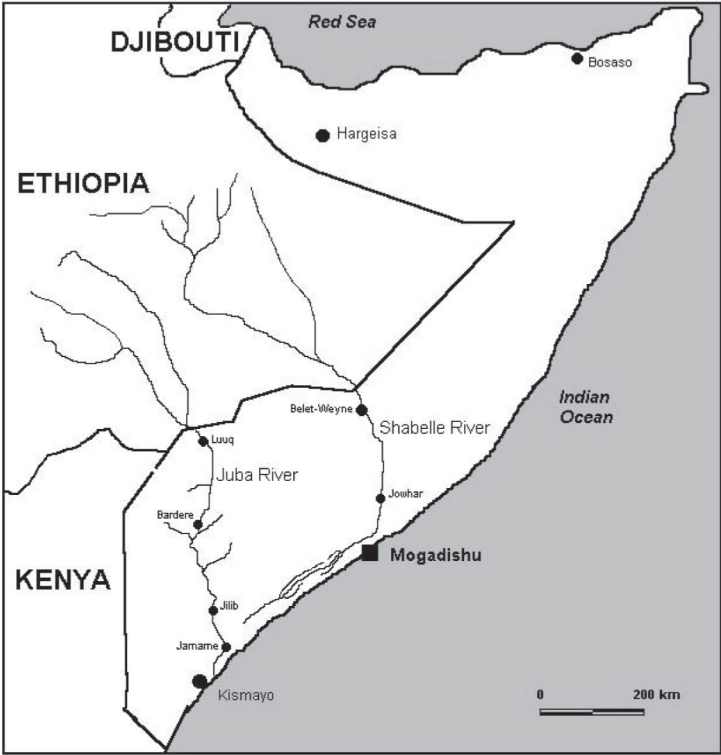 Red Sea
DJIBOUTI
Bosaso
Hargeisa
ETHIOPIA
Indian
Ocean
Belet-Weyne
Shabelle River
Luuq
Juba River
Jowhar
Bardere
Mogadishu
KENYA
Jilib
Jamame
Kismayo
0 200 km